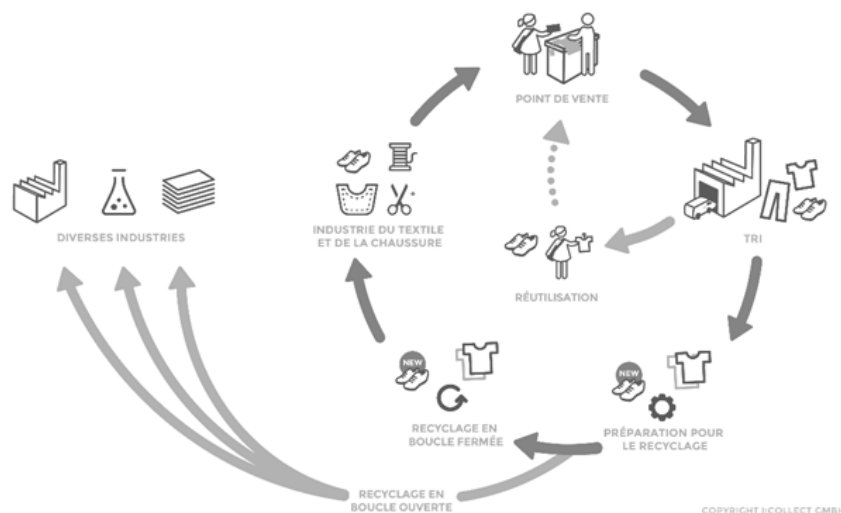 POINT DE VENTE
INDUSTRIE DU TEXTILE
ET DE LA CHAUSSURE
DIVERSES INDUSTRIES
TRI
RÉUTILISATION
NEW
NEW
RECYCLAGE EN
BOUCLE FERMÉE
PRÉPARATION POUR
LE RECYCLAGE
RECYCLAGE EN
BOUCLE OUVERTE
COPYRIGHT I:COLLECT GMBH